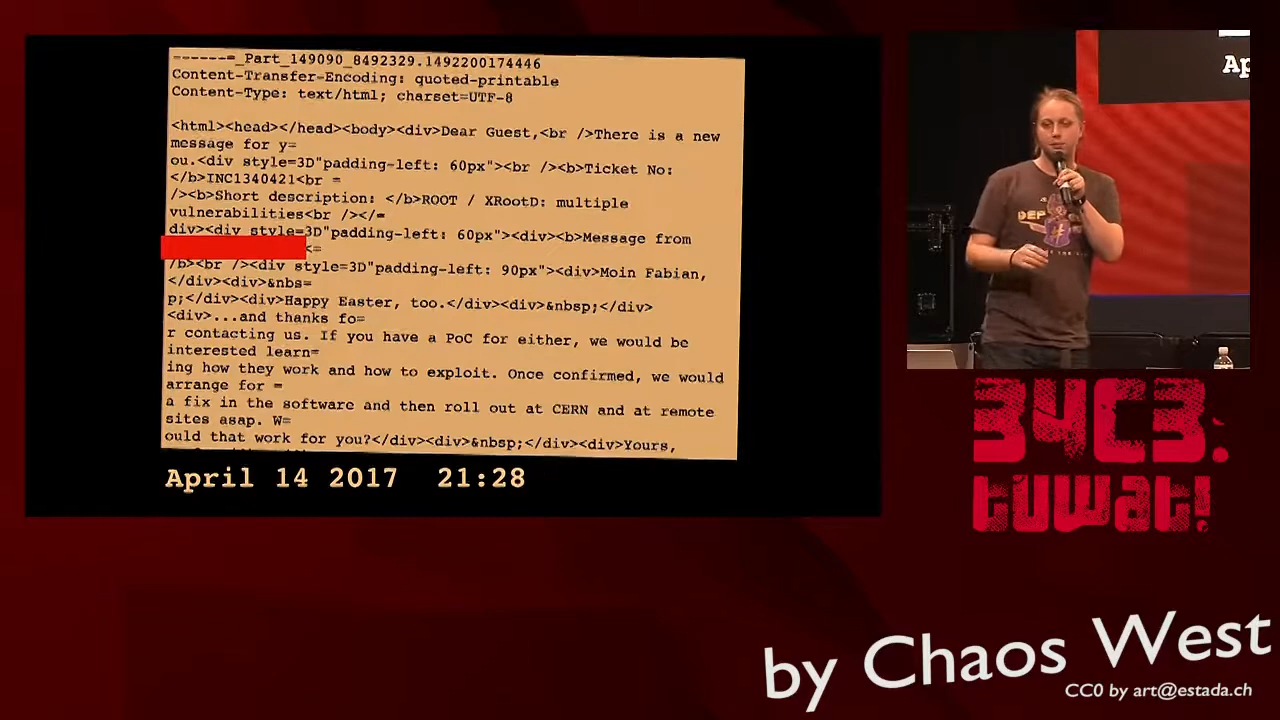 ------=_Part_149090_8492329.1492200174446
Content-Transfer-Encoding: quoted-printable
Content-Type: text/html; charset=UTF-8
<html><head></head><body><div>Dear Guest,<br />There is a new
message for y=
ou.<div style=3D"padding-left: 60px"><br /><b>Ticket No:
</b>INC1340421<br =
/><b>Short description: </b>ROOT / XRootD: multiple
vulnerabilities<br /></=
div><div style=3D"padding-left: 60px"><div><b>Message from
<=
/b><br /><div style=3D"padding-left: 90px"><div>Moin Fabian,
</div><div>&nbs=
p;</div><div>Happy Easter, too.</div><div>&nbsp;</div>
<div>...and thanks fo=
r contacting us. If you have a PoC for either, we would be
interested learn=
ing how they work and how to exploit. Once confirmed, we would
arrange for =
a fix in the software and then roll out at CERN and at remote
sites asap. W=
ould that work for you?</div><div>&nbsp;</div><div>Yours,
April 14 2017 21:28
Ap
DEF
34C3:
tuwat!
by Chaos West
CC0 by art@estada.ch